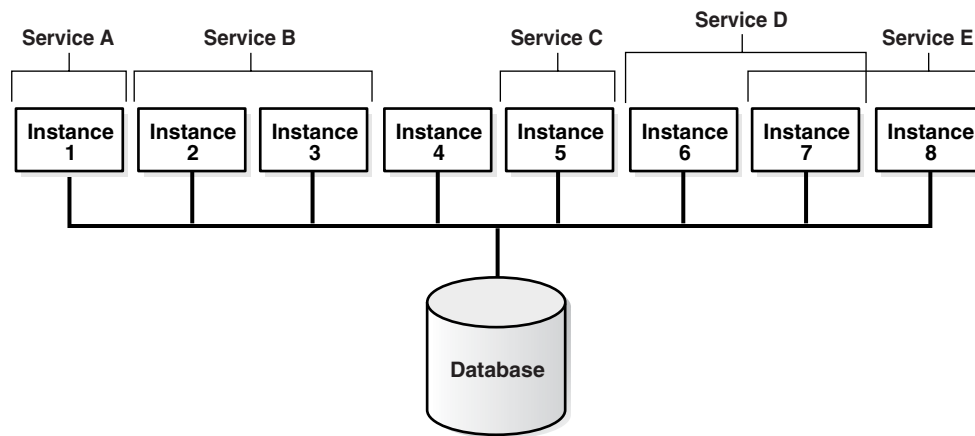 Service A
Service B
Service C
Service D
Service E
Instance
1
Instance
2
Instance
3
Instance
4
Instance
5
Instance
6
Instance
7
Instance
8
Database